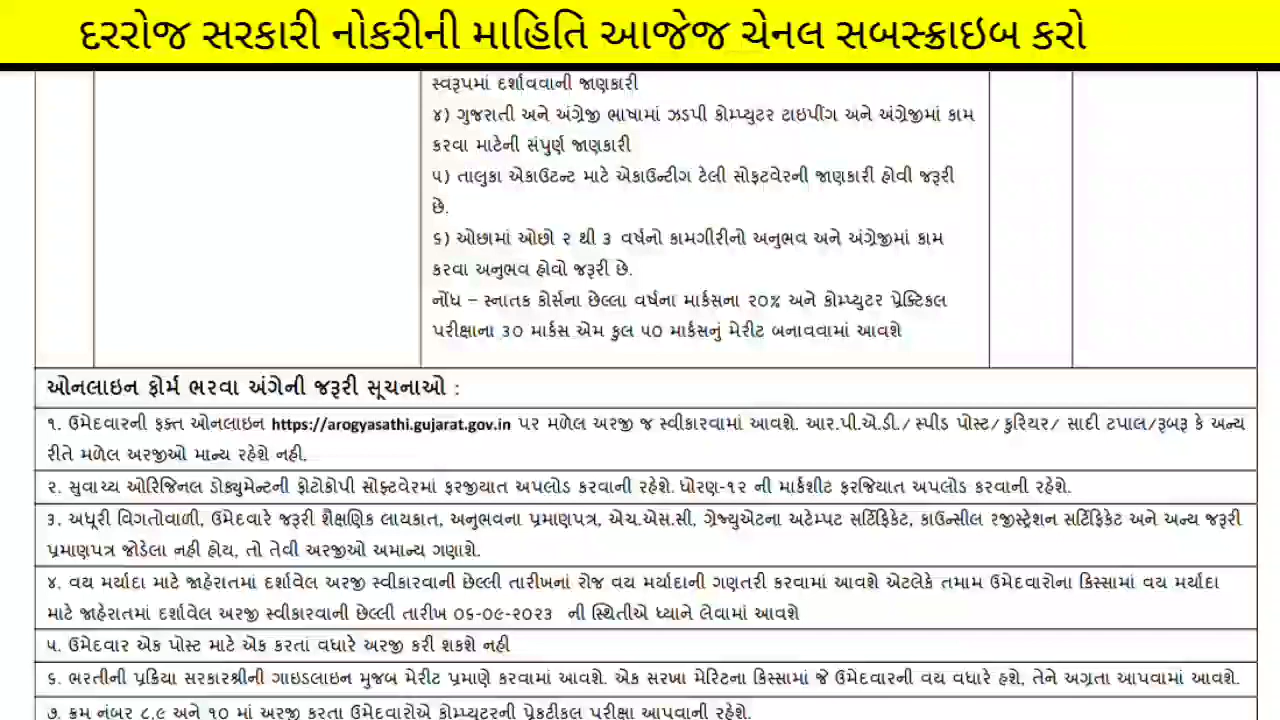 દરરોજ સરકારી નોકરીની માહિતિ આજેજ ચેનલ સબસ્ક્રાઇબ કરો
સ્વરૂપમાં દર્શાવવાની જાણકારી
૪) ગુજરાતી અને અંગ્રેજી ભાષામાં ઝડપી કોમ્પ્યુટર ટાઇપીંગ અને અંગ્રેજીમાં કામ
કરવા માટેની સંપુર્ણ જાણકારી
૫) તાલુકા એકાઉટન્ટ માટે એકાઉન્ટીગ ટેલી સોફટવેરની જાણકારી હોવી જરૂરી
છે.
૬) ઓછામાં ઓછો ૨ થી ૩ વર્ષનો કામગીરીનો અનુભવ અને અંગ્રેજીમાં કામ
કરવા અનુભવ હોવો જરૂરી છે.
નોંધ – સ્નાતક કોર્સના છેલ્લા વર્ષના માર્કસના ૨૦% અને કોમ્પ્યુટર પ્રેક્ટિકલ
પરીક્ષાના ૩૦ માર્કસ એમ કુલ ૫૦ માર્કસનું મેરીટ બનાવવામાં આવશે
ઓનલાઇન ફોર્મ ભરવા અંગેની જરૂરી સૂચનાઓ :
૧. ઉમેદવારની ફક્ત ઓનલાઇન https://arogyasathi.gujarat.gov.in પર મળેલ અરજી જ સ્વીકારવામાં આવશે. આર.પી.એ.ડી./ સ્પીડ પોસ્ટ/ કુરિયર/ સાદી ટપાલ/રૂબરૂ કે અન્ય
રીતે મળેલ અરજીઓ માન્ય રહેશે નહી.
૨. સુવાચ્ય ઓરિજિનલ ડોક્યુમેન્ટની ફોટોકોપી સોફ્ટવેરમાં ફરજીયાત અપલોડ કરવાની રહેશે. ધોરણ-૧૨ ની માર્કશીટ ફરજિયાત અપલોડ કરવાની રહેશે.
૩. અધૂરી વિગતોવાળી, ઉમેદવારે જરૂરી શૈક્ષણિક લાયકાત, અનુભવના પ્રમાણપત્ર, એચ.એસ.સી, ગ્રેજ્યુએટના અટેમ્પટ સર્ટિફિકેટ, કાઉન્સીલ રજીસ્ટ્રેશન સર્ટિફિકેટ અને અન્ય જરૂરી
પ્રમાણપત્ર જોડેલા નહી હોય, તો તેવી અરજીઓ અમાન્ય ગણાશે.
૪. વય મર્યાદા માટે જાહેરાતમાં દર્શાવેલ અરજી સ્વીકારવાની છેલ્લી તારીખનાં રોજ વય મર્યાદાની ગણતરી કરવામાં આવશે એટલેકે તમામ ઉમેદવારોના કિસ્સામાં વય મર્યાદા
માટે જાહેરાતમાં દર્શાવેલ અરજી સ્વીકારવાની છેલ્લી તારીખ ૦૬-૦૯-૨૦૨૩ ની સ્થિતીએ ધ્યાને લેવામાં આવશે
૫. ઉમેદવાર એક પોસ્ટ માટે એક કરતાં વધારે અરજી કરી શકશે નહી
૬. ભરતીની પ્રક્રિયા સરકારશ્રીની ગાઇડલાઇન મુજબ મેરીટ પ્રમાણે કરવામાં આવશે. એક સરખા મેરિટના કિસ્સામાં જે ઉમેદવારની વય વધારે હશે, તેને અગ્રતા આપવામાં આવશે.
૭. ક્રમ નંબર ૮,૯ અને ૧૦ માં અરજી કરતા ઉમેદવારોએ કોમ્પ્યુટરની પ્રેકટીકલ પરીક્ષા આપવાની રહેશે.